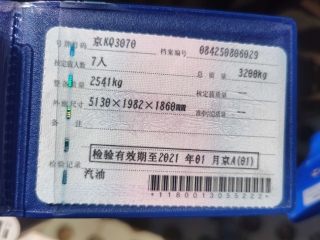 号牌号码 京KQ3070 档案编号 084250806029
核定载人数 7人 总质量 3200kg
整备质量 2541kg 核定载质量 --
外廓尺寸 5130×1982×1860mm 准牵引总质量 --
备注
检验有效期至2021年01月京A(01)
检验记录
汽油
*1180013055222*